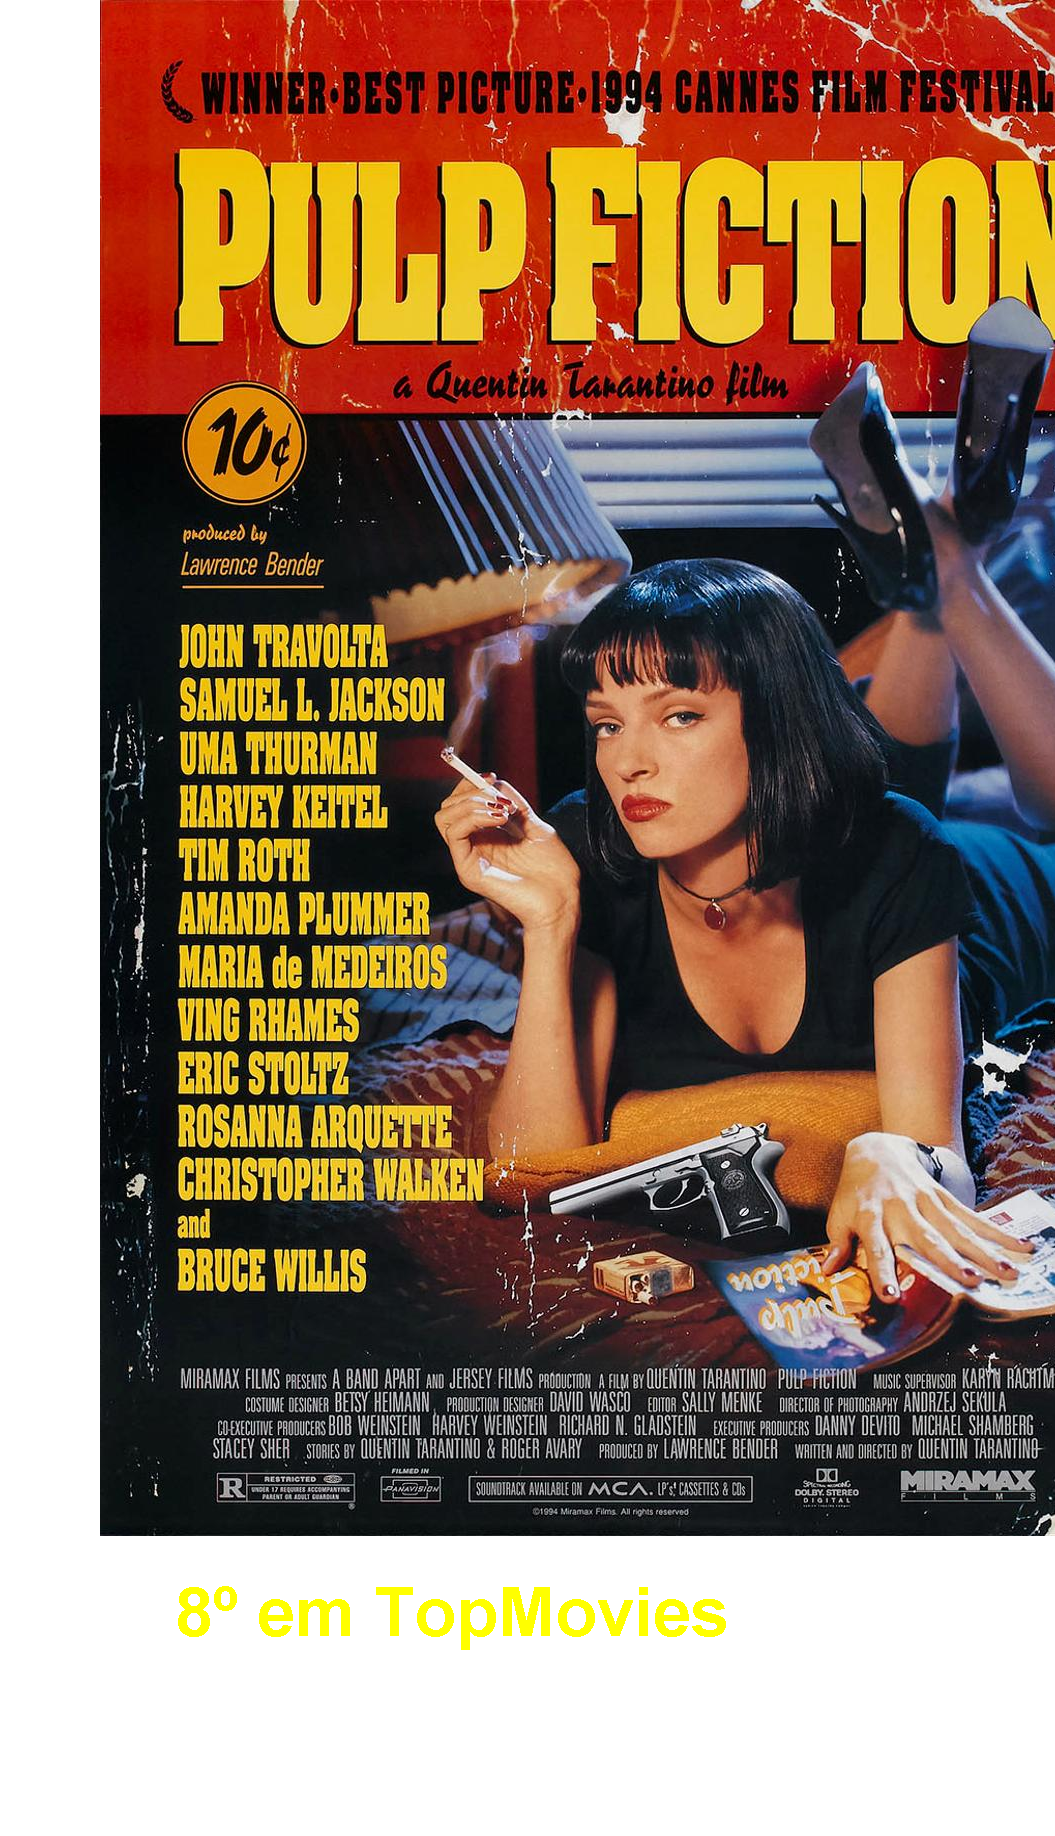 WINNER·BEST PICTURE·1994 CANNES FILM FESTIVAL
PULP FICTION
a Quentin Tarantino film
10¢
produced by
Lawrence Bender
JOHN TRAVOLTA
SAMUEL L. JACKSON
UMA THURMAN
HARVEY KEITEL
TIM ROTH
AMANDA PLUMMER
MARIA de MEDEIROS
VING RHAMES
ERIC STOLTZ
ROSANNA ARQUETTE
CHRISTOPHER WALKEN
and
BRUCE WILLIS
Pulp
Fiction
MIRAMAX FILMS PRESENTS A BAND APART AND JERSEY FILMS PRODUCTION A FILM BY QUENTIN TARANTINO PULP FICTION MUSIC SUPERVISOR KARYN RACHTM
COSTUME DESIGNER BETSY HEIMANN PRODUCTION DESIGNER DAVID WASCO EDITOR SALLY MENKE DIRECTOR OF PHOTOGRAPHY ANDRZEJ SEKULA
CO-EXECUTIVE PRODUCERS BOB WEINSTEIN HARVEY WEINSTEIN RICHARD N. GLADSTEIN EXECUTIVE PRODUCERS DANNY DEVITO MICHAEL SHAMBERG
STACEY SHER STORIES BY QUENTIN TARANTINO & ROGER AVARY PRODUCED BY LAWRENCE BENDER WRITTEN AND DIRECTED BY QUENTIN TARANTINO
R RESTRICTED
UNDER 17 REQUIRES ACCOMPANYING
PARENT OR ADULT GUARDIAN
FILMED IN
PANAVISION
SOUNDTRACK AVAILABLE ON MCA. LP's, CASSETTES & CDs
DOLBY STEREO
DIGITAL
MIRAMAX
FILMS
©1994 Miramax Films. All rights reserved
8º em TopMovies